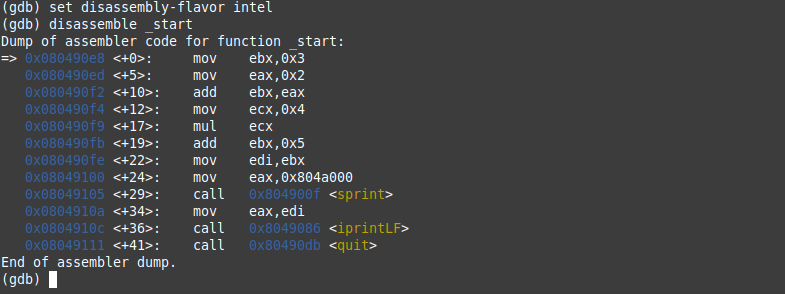 (gdb) set disassembly-flavor intel
(gdb) disassemble _start
Dump of assembler code for function _start:
=> 0x080490e8 <+0>:     mov    ebx,0x3
   0x080490ed <+5>:     mov    eax,0x2
   0x080490f2 <+10>:    add    ebx,eax
   0x080490f4 <+12>:    mov    ecx,0x4
   0x080490f9 <+17>:    mul    ecx
   0x080490fb <+19>:    add    ebx,0x5
   0x080490fe <+22>:    mov    edi,ebx
   0x08049100 <+24>:    mov    eax,0x804a000
   0x08049105 <+29>:    call   0x804900f <sprint>
   0x0804910a <+34>:    mov    eax,edi
   0x0804910c <+36>:    call   0x8049086 <iprintLF>
   0x08049111 <+41>:    call   0x80490db <quit>
End of assembler dump.
(gdb)